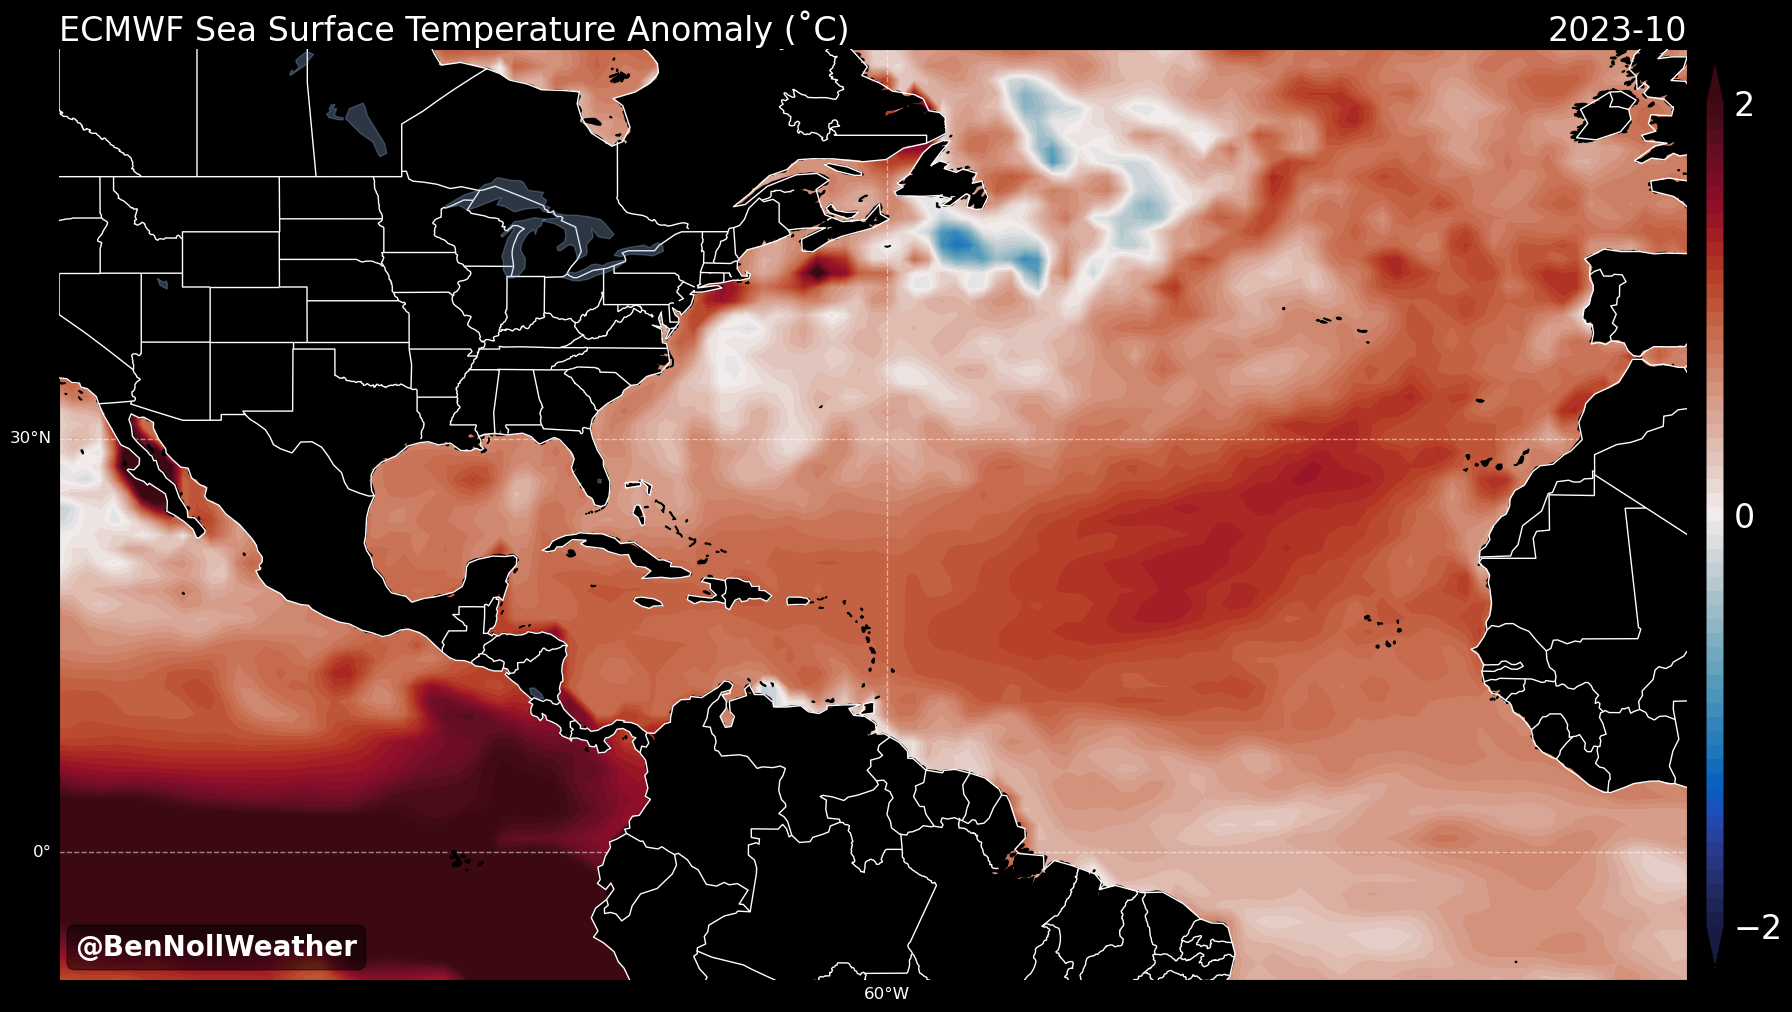 ECMWF Sea Surface Temperature Anomaly (˚C)
2023-10
2
30°N
0
0°
@BenNollWeather
−2
60°W